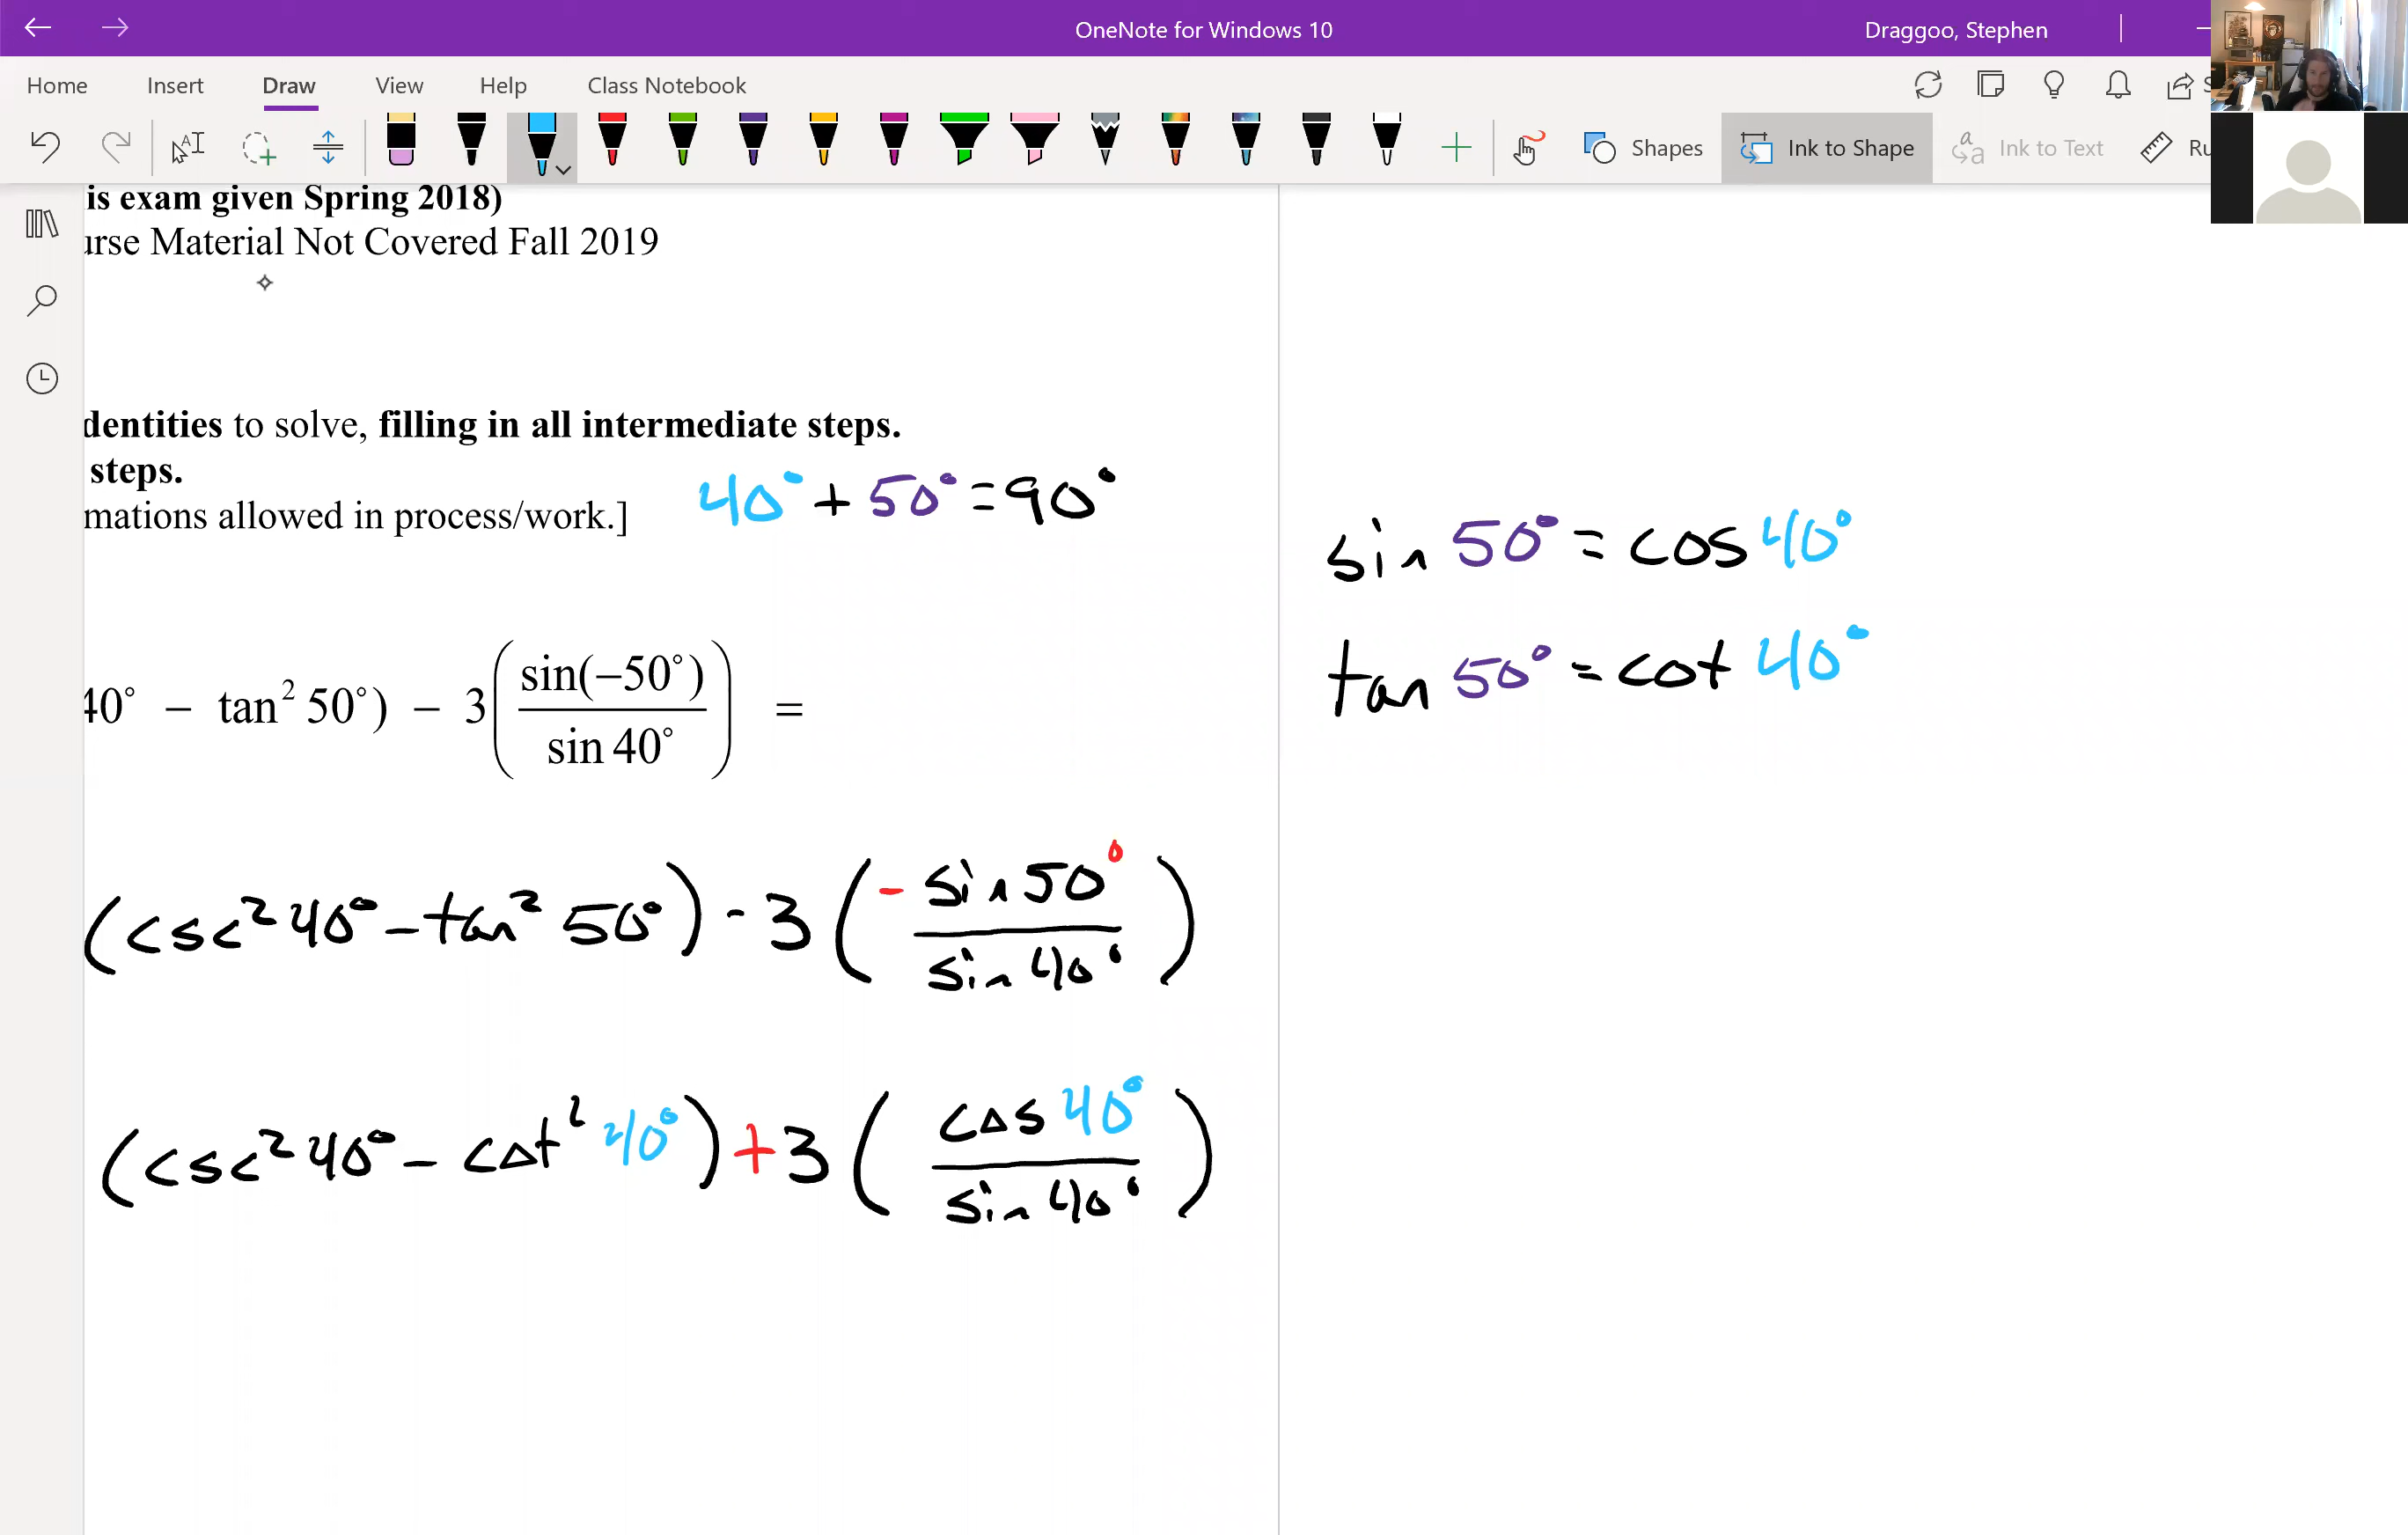 OneNote for Windows 10
Draggoo, Stephen
Home Insert Draw View Help Class Notebook
Shapes Ink to Shape Ink to Text Ru
is exam given Spring 2018)
urse Material Not Covered Fall 2019
dentities to solve, filling in all intermediate steps.
steps.
mations allowed in process/work.]
40° + 50° = 90°
40° − tan² 50°) − 3(sin(−50°)/sin 40°) =
(csc² 40° − tan² 50°) - 3(- sin 50°/sin 40°)
(csc² 40° − cot² 40°) + 3(cos 40°/sin 40°)
sin 50° = cos 40°
tan 50° = cot 40°